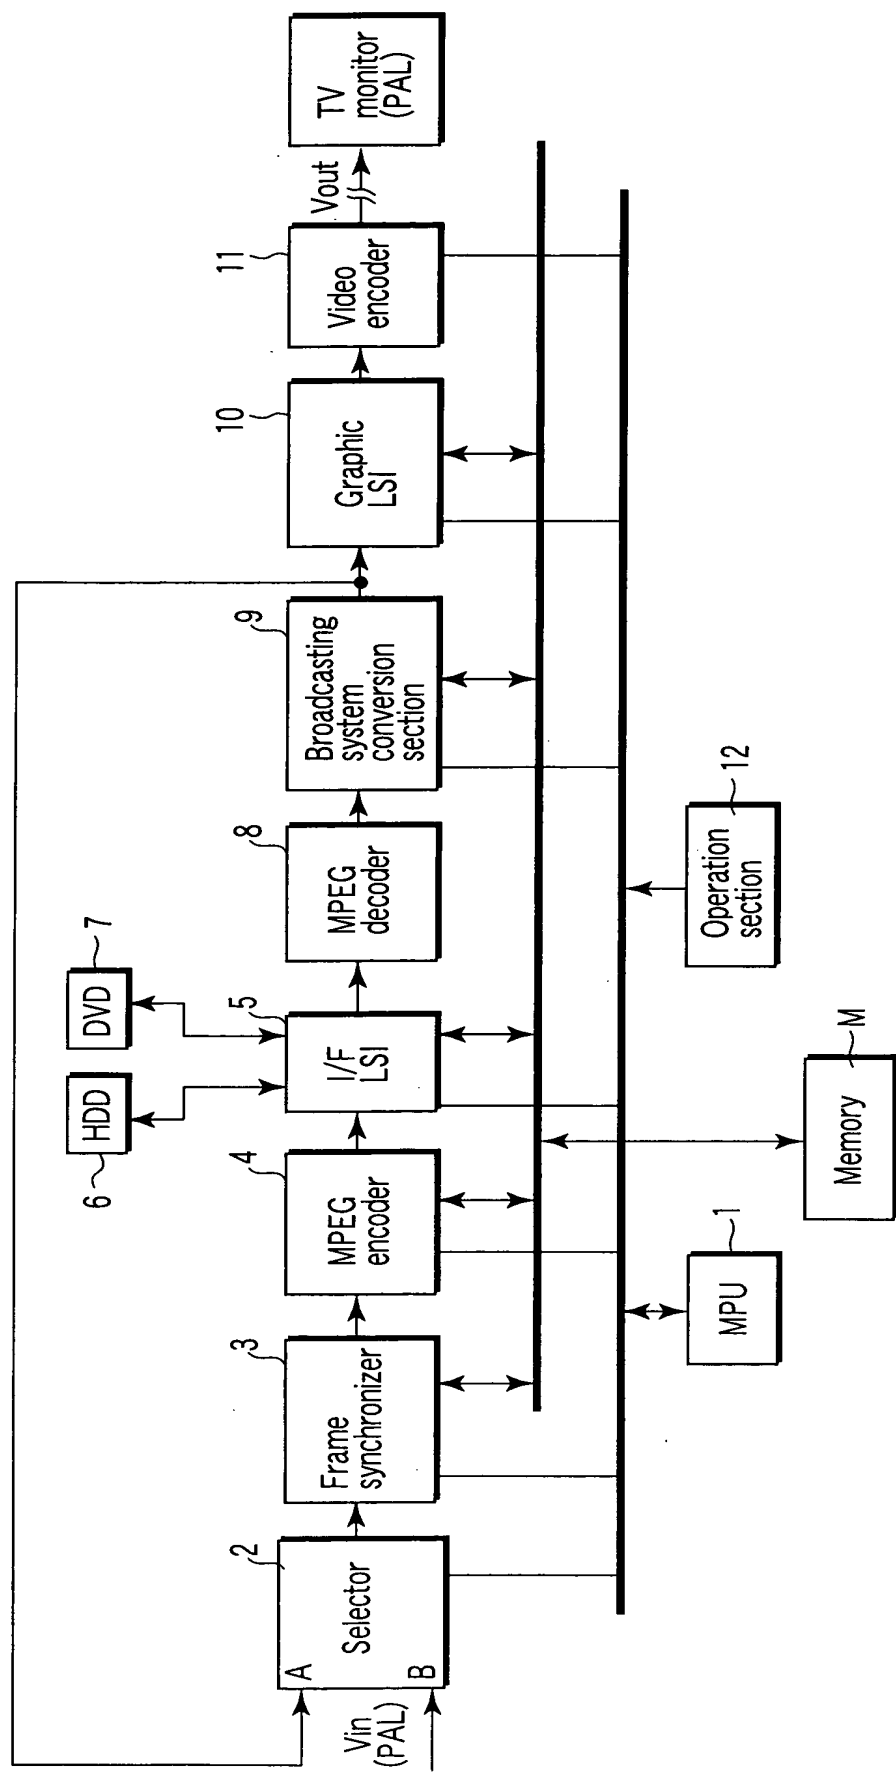 Vin
(PAL)
A
B
Selector
2
Frame
synchronizer
3
MPEG
encoder
4
I/F
LSI
5
HDD
6
DVD
7
MPEG
decoder
8
Broadcasting
system
conversion
section
9
Graphic
LSI
10
Video
encoder
11
Vout
TV
monitor
(PAL)
MPU
1
Memory
M
Operation
section
12